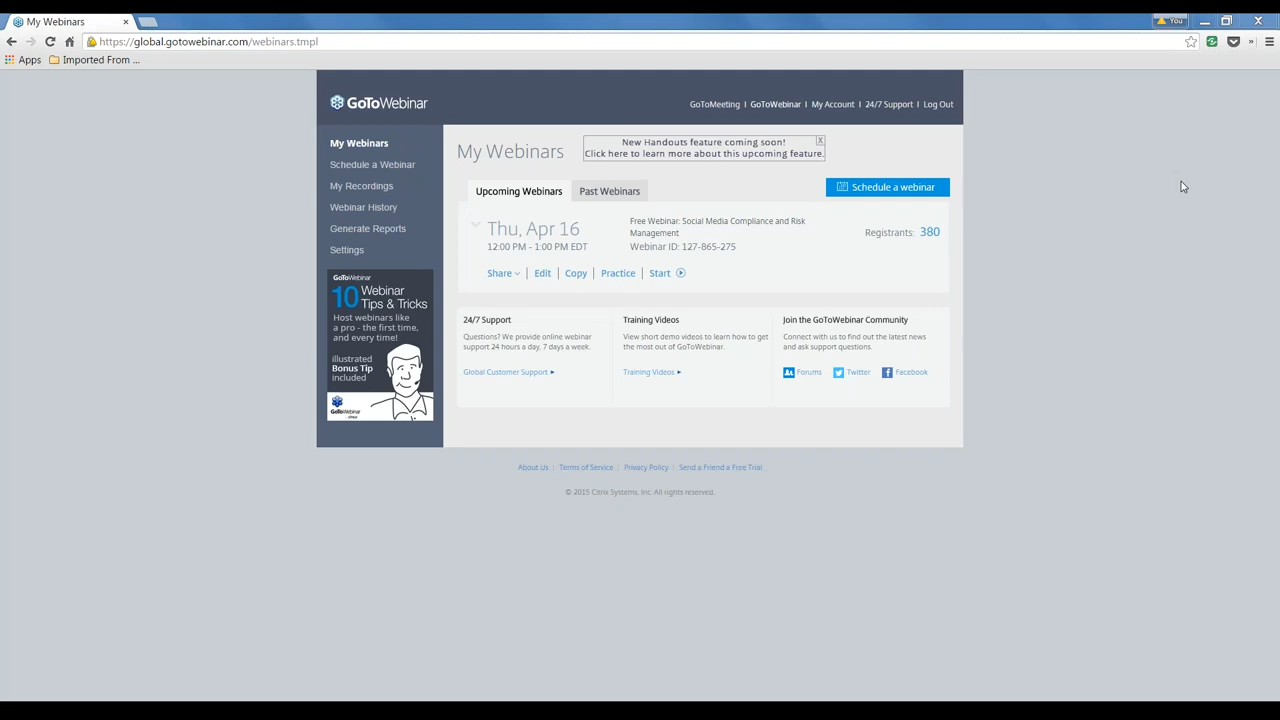 My Webinars
You
https://global.gotowebinar.com/webinars.tmpl
Apps
Imported From ...
GoToWebinar
GoToMeeting | GoToWebinar | My Account | 24/7 Support | Log Out
My Webinars
Schedule a Webinar
My Recordings
Webinar History
Generate Reports
Settings
GoToWebinar
10 Webinar
Tips & Tricks
Host webinars like
a pro - the first time,
and every time!
illustrated
Bonus Tip
included
GoToWebinar
My Webinars
New Handouts feature coming soon!
Click here to learn more about this upcoming feature.
X
Upcoming Webinars
Past Webinars
Schedule a webinar
Thu, Apr 16
12:00 PM - 1:00 PM EDT
Free Webinar: Social Media Compliance and Risk
Management
Webinar ID: 127-865-275
Registrants: 380
Share | Edit | Copy | Practice | Start
24/7 Support
Questions? We provide online webinar
support 24 hours a day, 7 days a week.
Global Customer Support
Training Videos
View short demo videos to learn how to get
the most out of GoToWebinar.
Training Videos
Join the GoToWebinar Community
Connect with us to find out the latest news
and ask support questions.
Forums
Twitter
Facebook
About Us | Terms of Service | Privacy Policy | Send a Friend a Free Trial
© 2015 Citrix Systems, Inc. All rights reserved.